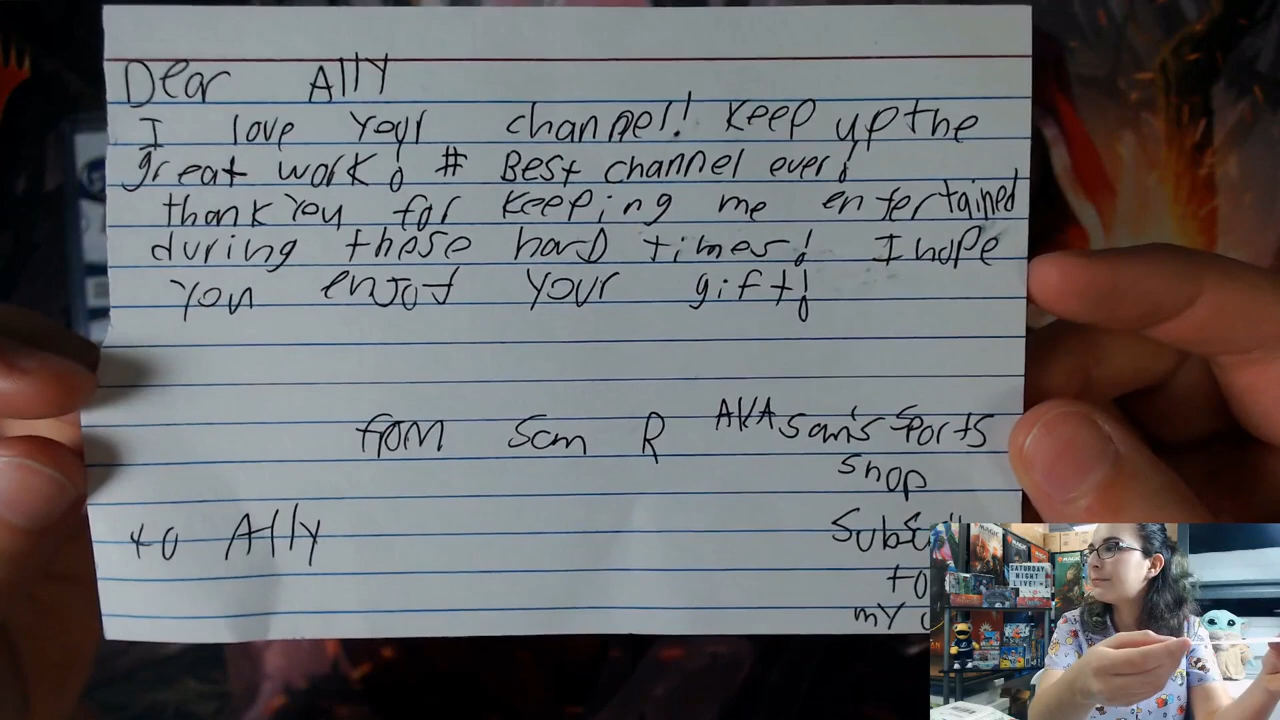 Dear Ally
I love your channel! Keep up the
great work! # Best channel ever!
thank you for keeping me entertained
during these hard times! I hope
you enjoy your gift!
from Sam R AKA Sam's Sports
Shop
to Ally
to
my
SATURDAY
NIGHT
LIVE!